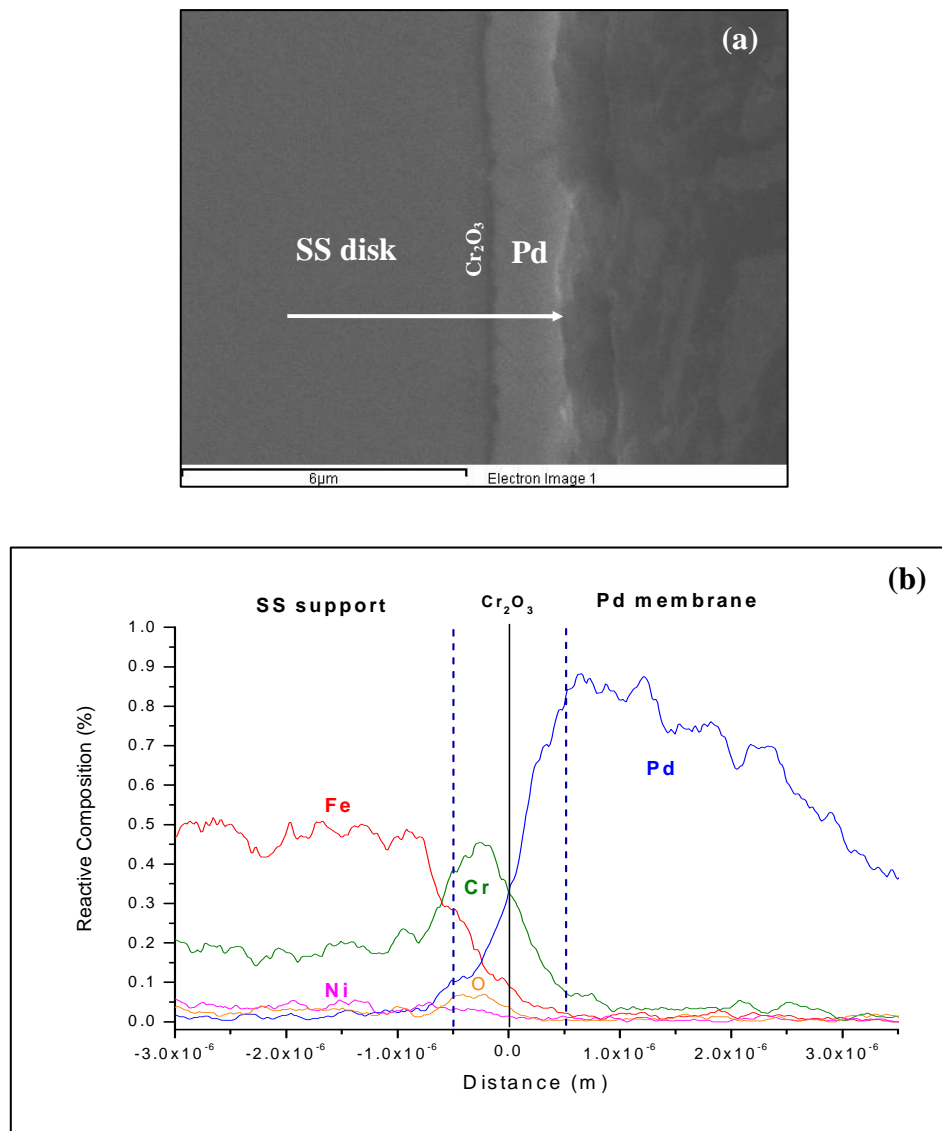 (a)
SS disk
Cr₂O₃
Pd
6µm
Electron Image 1
(b)
SS support
Cr₂O₃
Pd membrane
1.0
0.9
0.8
0.7
0.6
0.5
0.4
0.3
0.2
0.1
0.0
Reactive Composition (%)
Fe
Cr
Ni
O
Pd
-3.0x10⁻⁶
-2.0x10⁻⁶
-1.0x10⁻⁶
0.0
1.0x10⁻⁶
2.0x10⁻⁶
3.0x10⁻⁶
Distance (m)